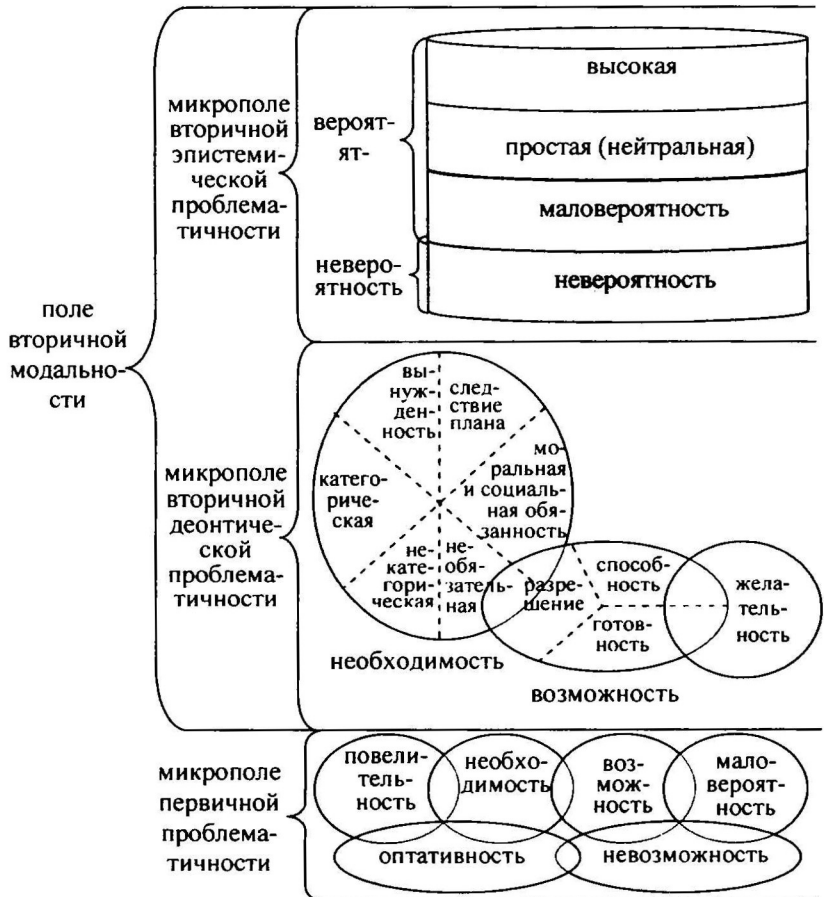 поле
вторичной
модально-
сти
микрополе
вторичной
эпистеми-
ческой
проблема-
тичности
вероят-
ят-
неверо-
ятность
высокая
простая (нейтральная)
маловероятность
невероятность
микрополе
вторичной
деонтиче-
ской
проблема-
тичности
вы-
нуж-
ден-
ность
след-
ствие
плана
мо-
ральная
и социаль-
ная обя-
занность
катего-
рическая
не-
кате-
гори-
ческая
не-
обя-
затель-
ная
разре-
шение
способ-
ность
готов-
ность
жела-
тель-
ность
необходимость
возможность
микрополе
первичной
проблема-
тичности
повели-
тель-
ность
необхо-
димость
воз-
мож-
ность
мало-
вероят-
ность
оптативность
невозможность